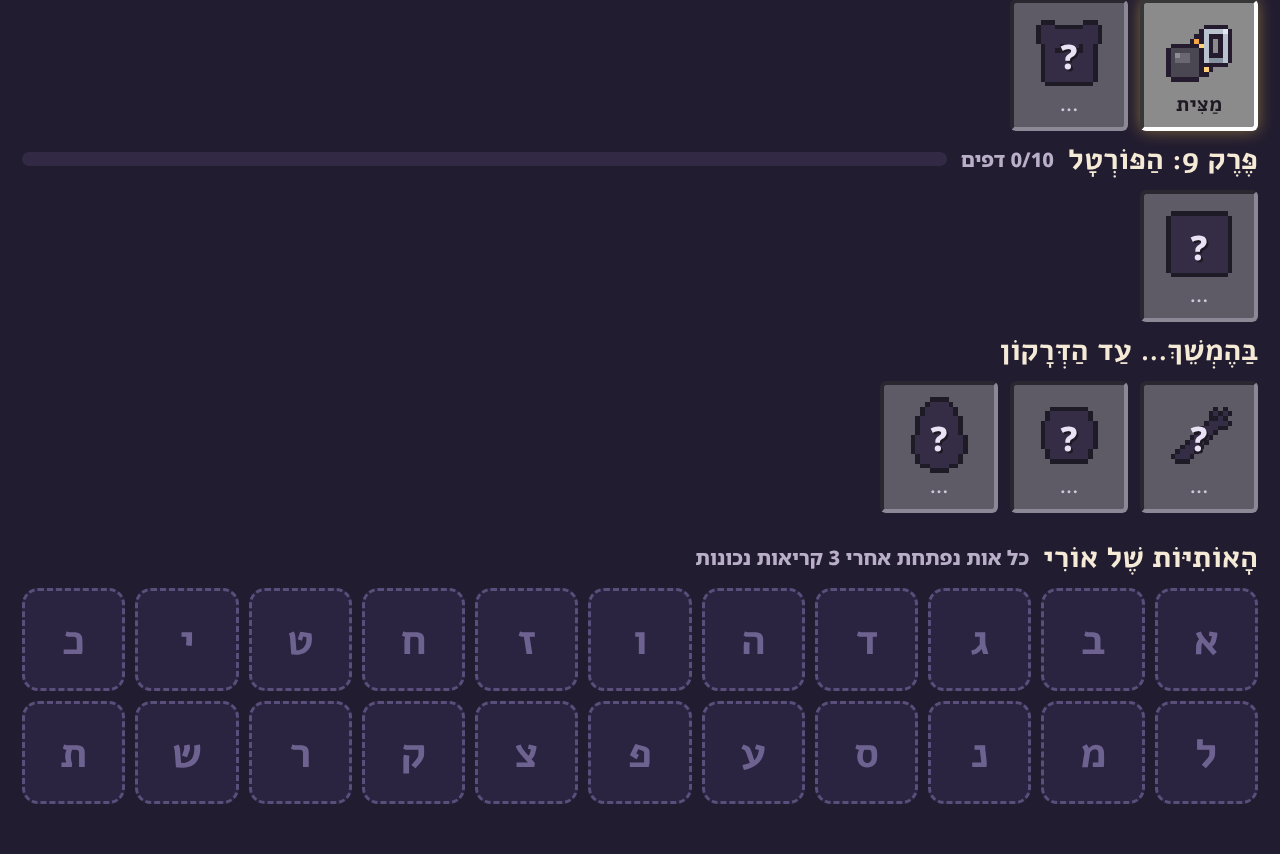 מַצִּית ?
...
פֶּרֶק 9: הַפּוֹרְטָל 0/10 דפים
?
...
בַּהֶמְשֵׁךְ... עַד הַדְּרָקוֹן
? ? ?
... ... ...
הָאוֹתִיּוֹת שֶׁל אוֹרִי כל אות נפתחת אחרי 3 קריאות נכונות
א ב ג ד ה ו ז ח ט י כ
ל מ נ ס ע פ צ ק ר ש ת